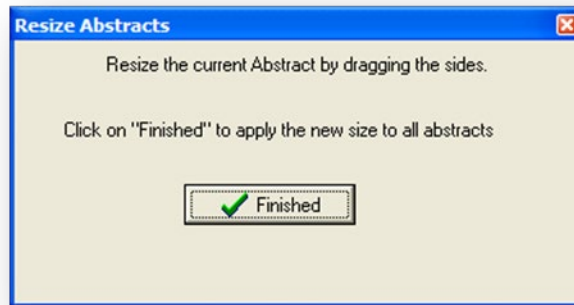 Resize Abstracts
Resize the current Abstract by dragging the sides.
Click on "Finished" to apply the new size to all abstracts
Finished